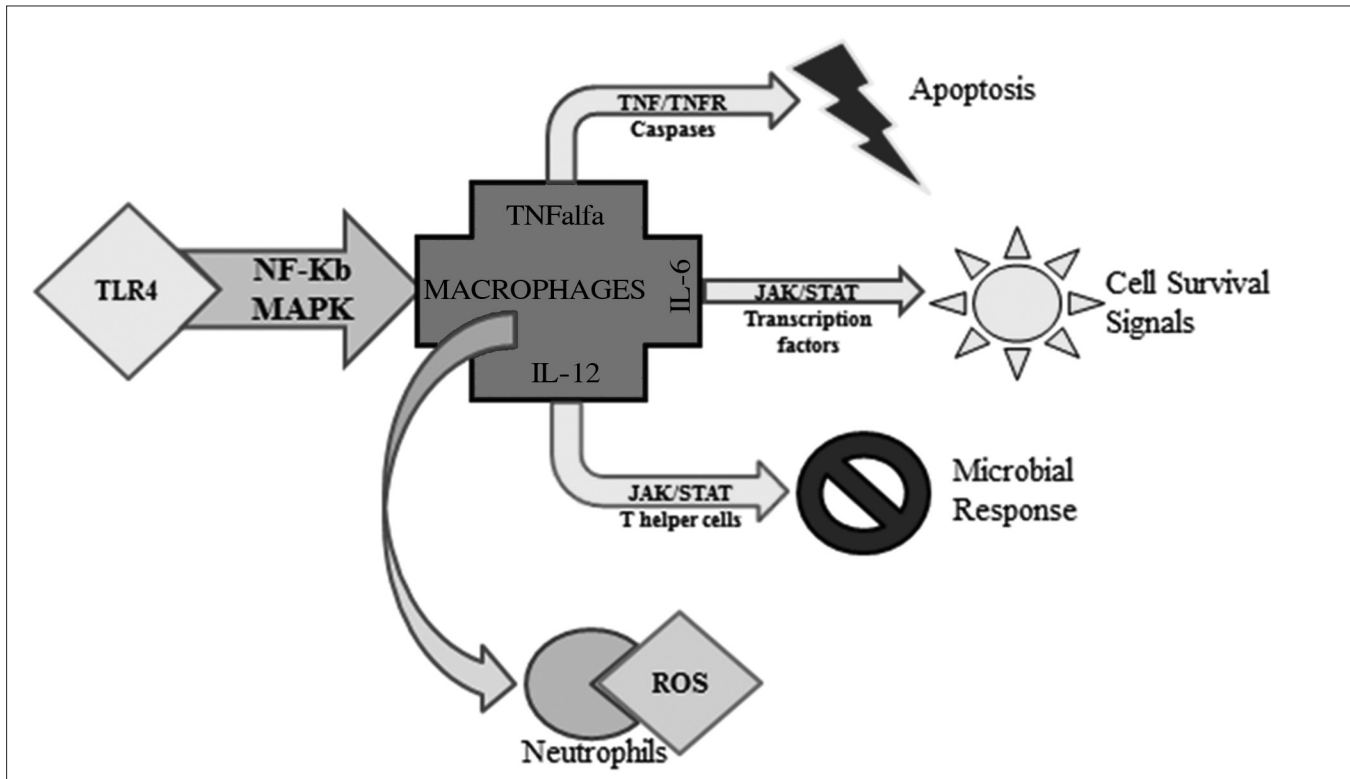 TNF/TNFR
Caspases
Apoptosis
TLR4
NF-Kb
MAPK
TNFalfa
MACROPHAGES
IL-6
IL-12
JAK/STAT
Transcription
factors
Cell Survival
Signals
JAK/STAT
T helper cells
Microbial
Response
ROS
Neutrophils